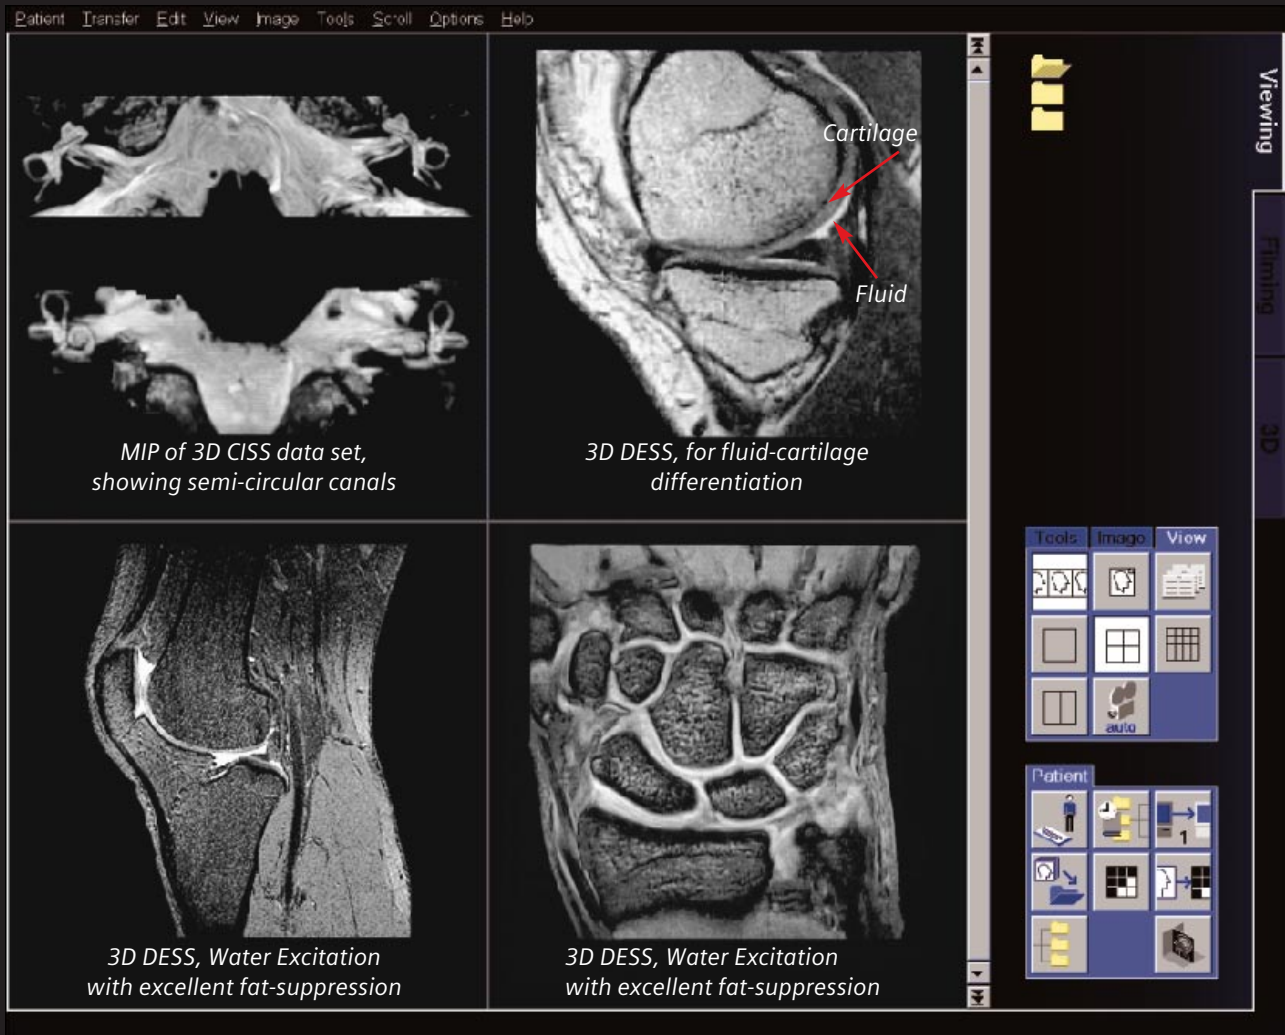 Patient Transfer Edit View Image Tools Scroll Options Help
Cartilage
Fluid
MIP of 3D CISS data set,
showing semi-circular canals
3D DESS, for fluid-cartilage
differentiation
3D DESS, Water Excitation
with excellent fat-suppression
3D DESS, Water Excitation
with excellent fat-suppression
Viewing
Filming
3D
Tools Image View
auto
Patient
1